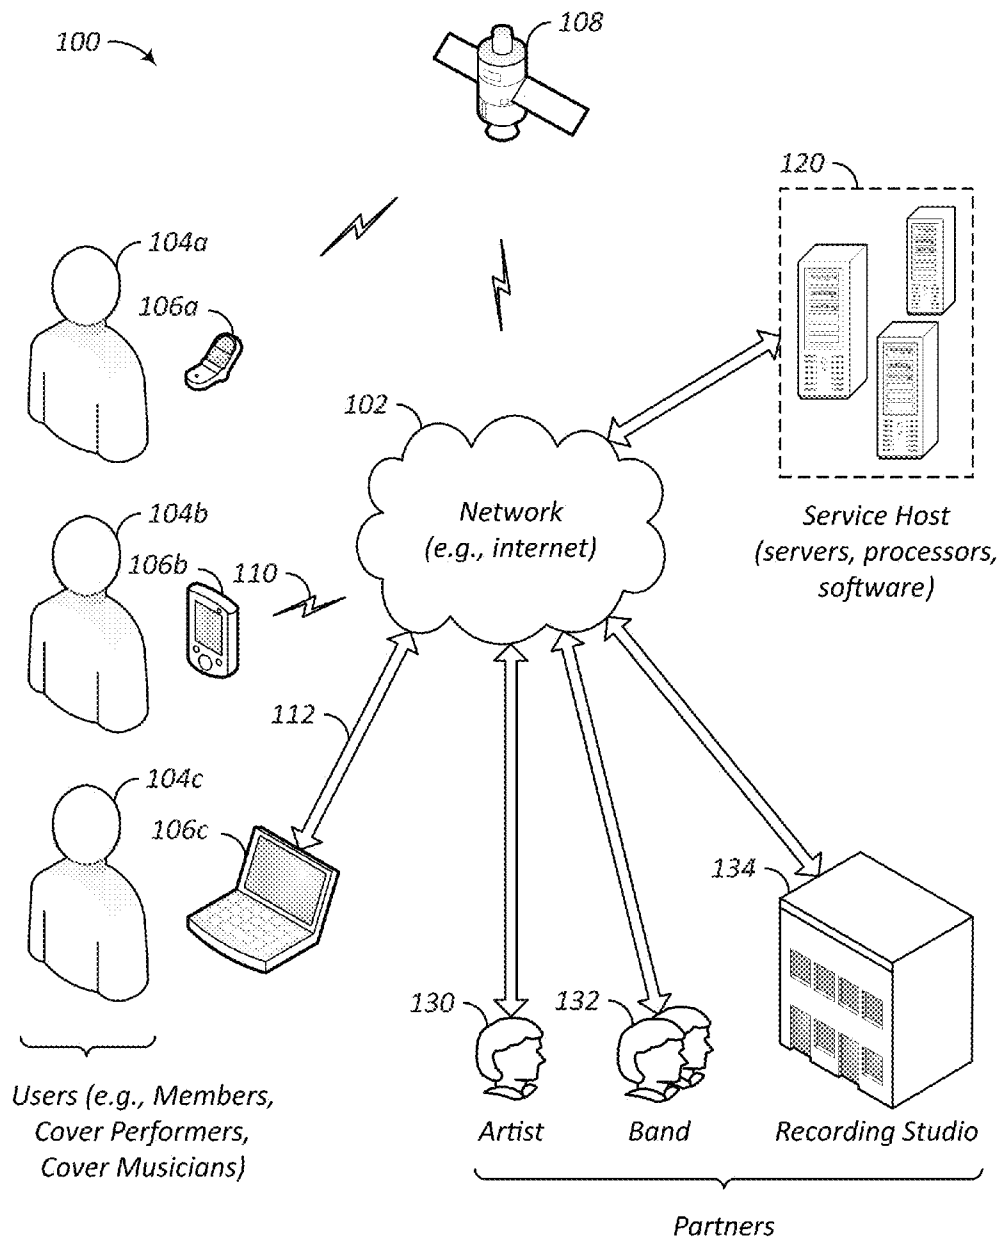 100
108
120
104a
106a
102
Network
(e.g., internet)
Service Host
(servers, processors,
software)
104b
106b
110
112
104c
106c
134
130
132
Users (e.g., Members,
Cover Performers,
Cover Musicians)
Artist
Band
Recording Studio
Partners